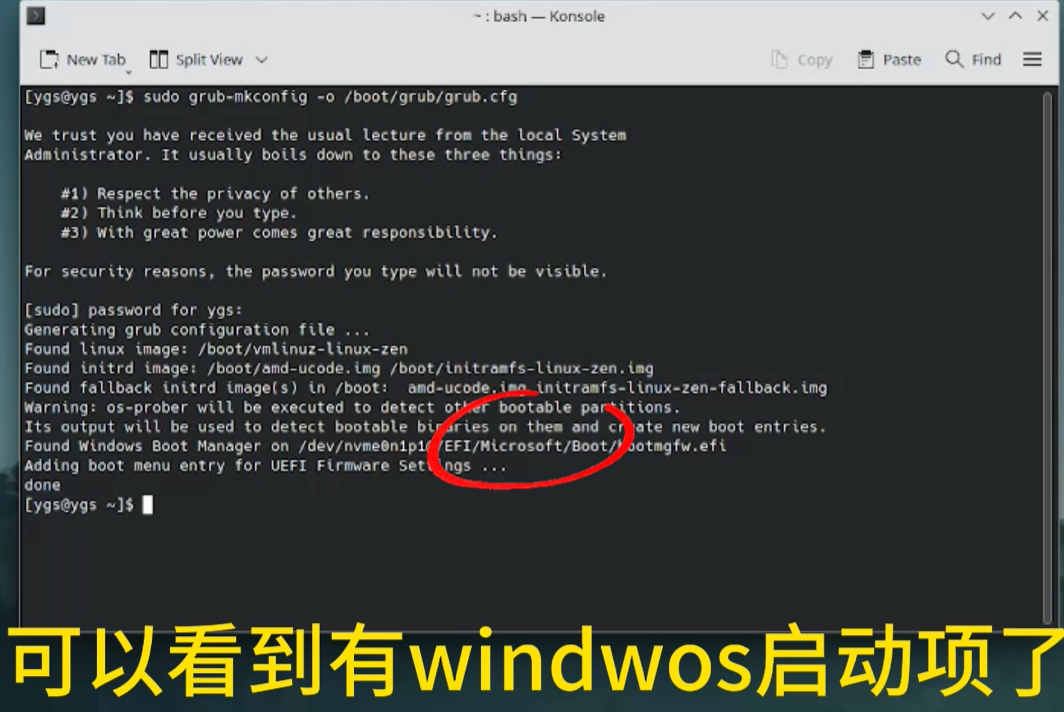 ~ : bash — Konsole
New Tab Split View Copy Paste Find
[ygs@ygs ~]$ sudo grub-mkconfig -o /boot/grub/grub.cfg
We trust you have received the usual lecture from the local System
Administrator. It usually boils down to these three things:
#1) Respect the privacy of others.
#2) Think before you type.
#3) With great power comes great responsibility.
For security reasons, the password you type will not be visible.
[sudo] password for ygs:
Generating grub configuration file ...
Found linux image: /boot/vmlinuz-linux-zen
Found initrd image: /boot/amd-ucode.img /boot/initramfs-linux-zen.img
Found fallback initrd image(s) in /boot:  amd-ucode.img initramfs-linux-zen-fallback.img
Warning: os-prober will be executed to detect other bootable partitions.
Its output will be used to detect bootable binaries on them and create new boot entries.
Found Windows Boot Manager on /dev/nvme0n1p1@/EFI/Microsoft/Boot/bootmgfw.efi
Adding boot menu entry for UEFI Firmware Settings ...
done
[ygs@ygs ~]$
可以看到有windwos启动项了